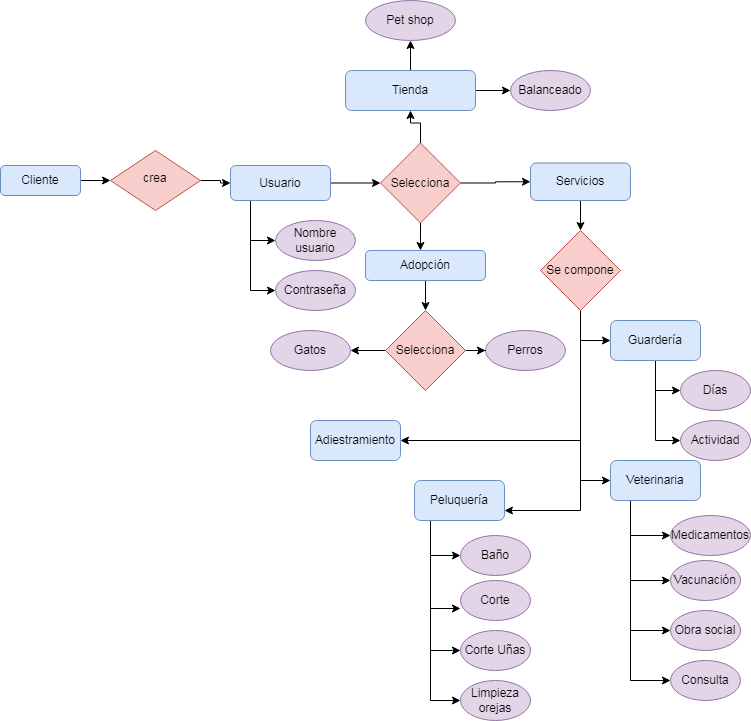 Pet shop
Tienda
Balanceado
Cliente
crea
Usuario
Selecciona
Servicios
Nombre
usuario
Contraseña
Adopción
Se compone
Gatos
Selecciona
Perros
Guardería
Días
Actividad
Adiestramiento
Veterinaria
Peluquería
Medicamentos
Baño
Vacunación
Corte
Obra social
Corte Uñas
Consulta
Limpieza
orejas